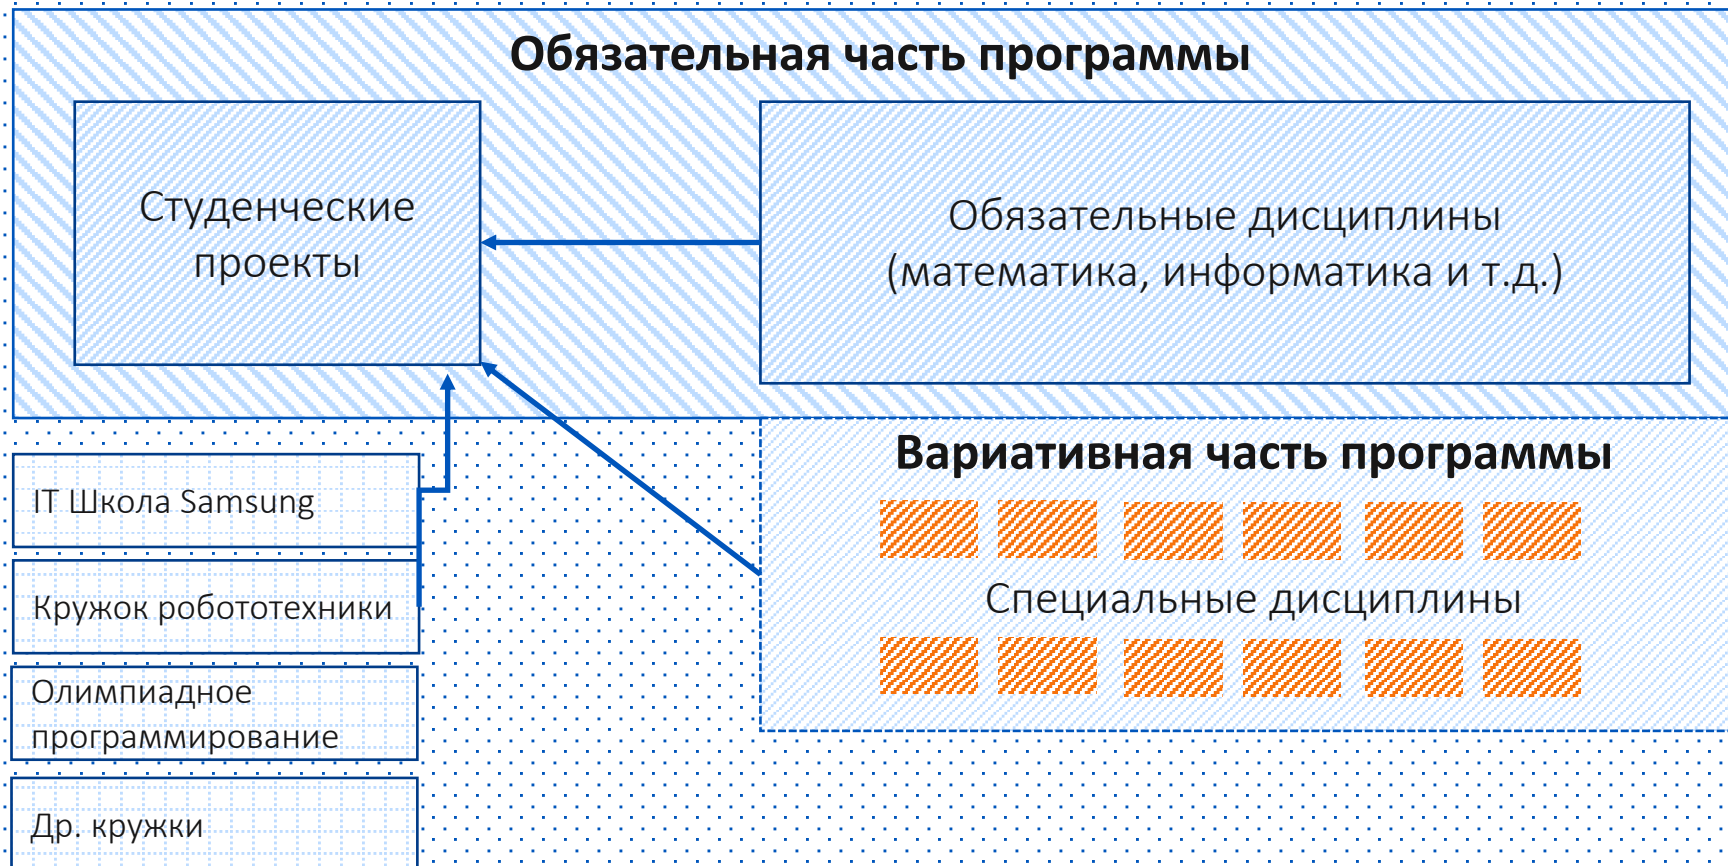 Обязательная часть программы
Студенческие
проекты
Обязательные дисциплины
(математика, информатика и т.д.)
Вариативная часть программы
Специальные дисциплины
IT Школа Samsung
Кружок робототехники
Олимпиадное
программирование
Др. кружки